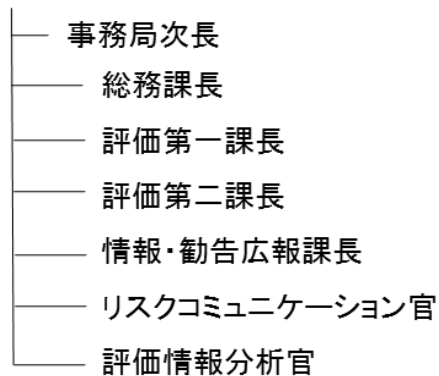 事務局次長
総務課長
評価第一課長
評価第二課長
情報・勧告広報課長
リスクコミュニケーション官
評価情報分析官